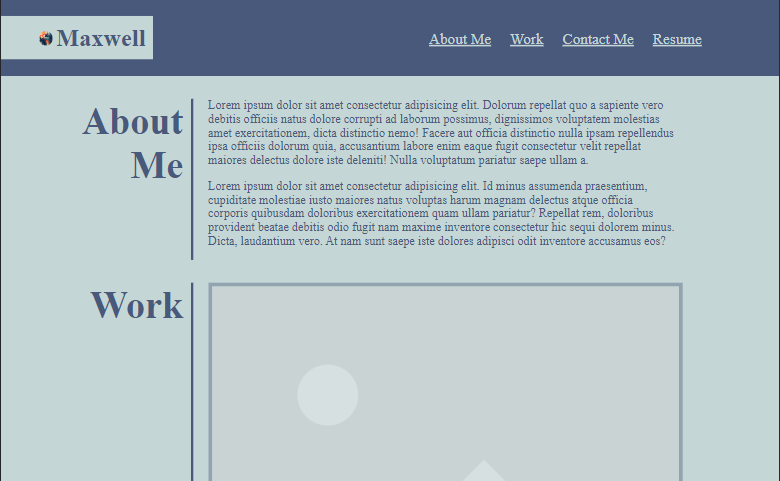 Maxwell
About Me Work Contact Me Resume
About
Me
Lorem ipsum dolor sit amet consectetur adipisicing elit. Dolorum repellat quo a sapiente vero
debitis officiis natus dolore corrupti ad laborum possimus, dignissimos voluptatem molestias
amet exercitationem, dicta distinctio nemo! Facere aut officia distinctio nulla ipsam repellendus
ipsa officiis dolorum quia, accusantium labore enim eaque fugit consectetur velit repellat
maiores delectus dolore iste deleniti! Nulla voluptatum pariatur saepe ullam a.
Lorem ipsum dolor sit amet consectetur adipisicing elit. Id minus assumenda praesentium,
cupiditate molestiae iusto maiores natus voluptas harum magnam delectus atque officia
corporis quibusdam doloribus exercitationem quam ullam pariatur? Repellat rem, doloribus
provident beatae debitis odio fugit nam maxime inventore consectetur hic sequi dolorem minus.
Dicta, laudantium vero. At nam sunt saepe iste dolores adipisci odit inventore accusamus eos?
Work